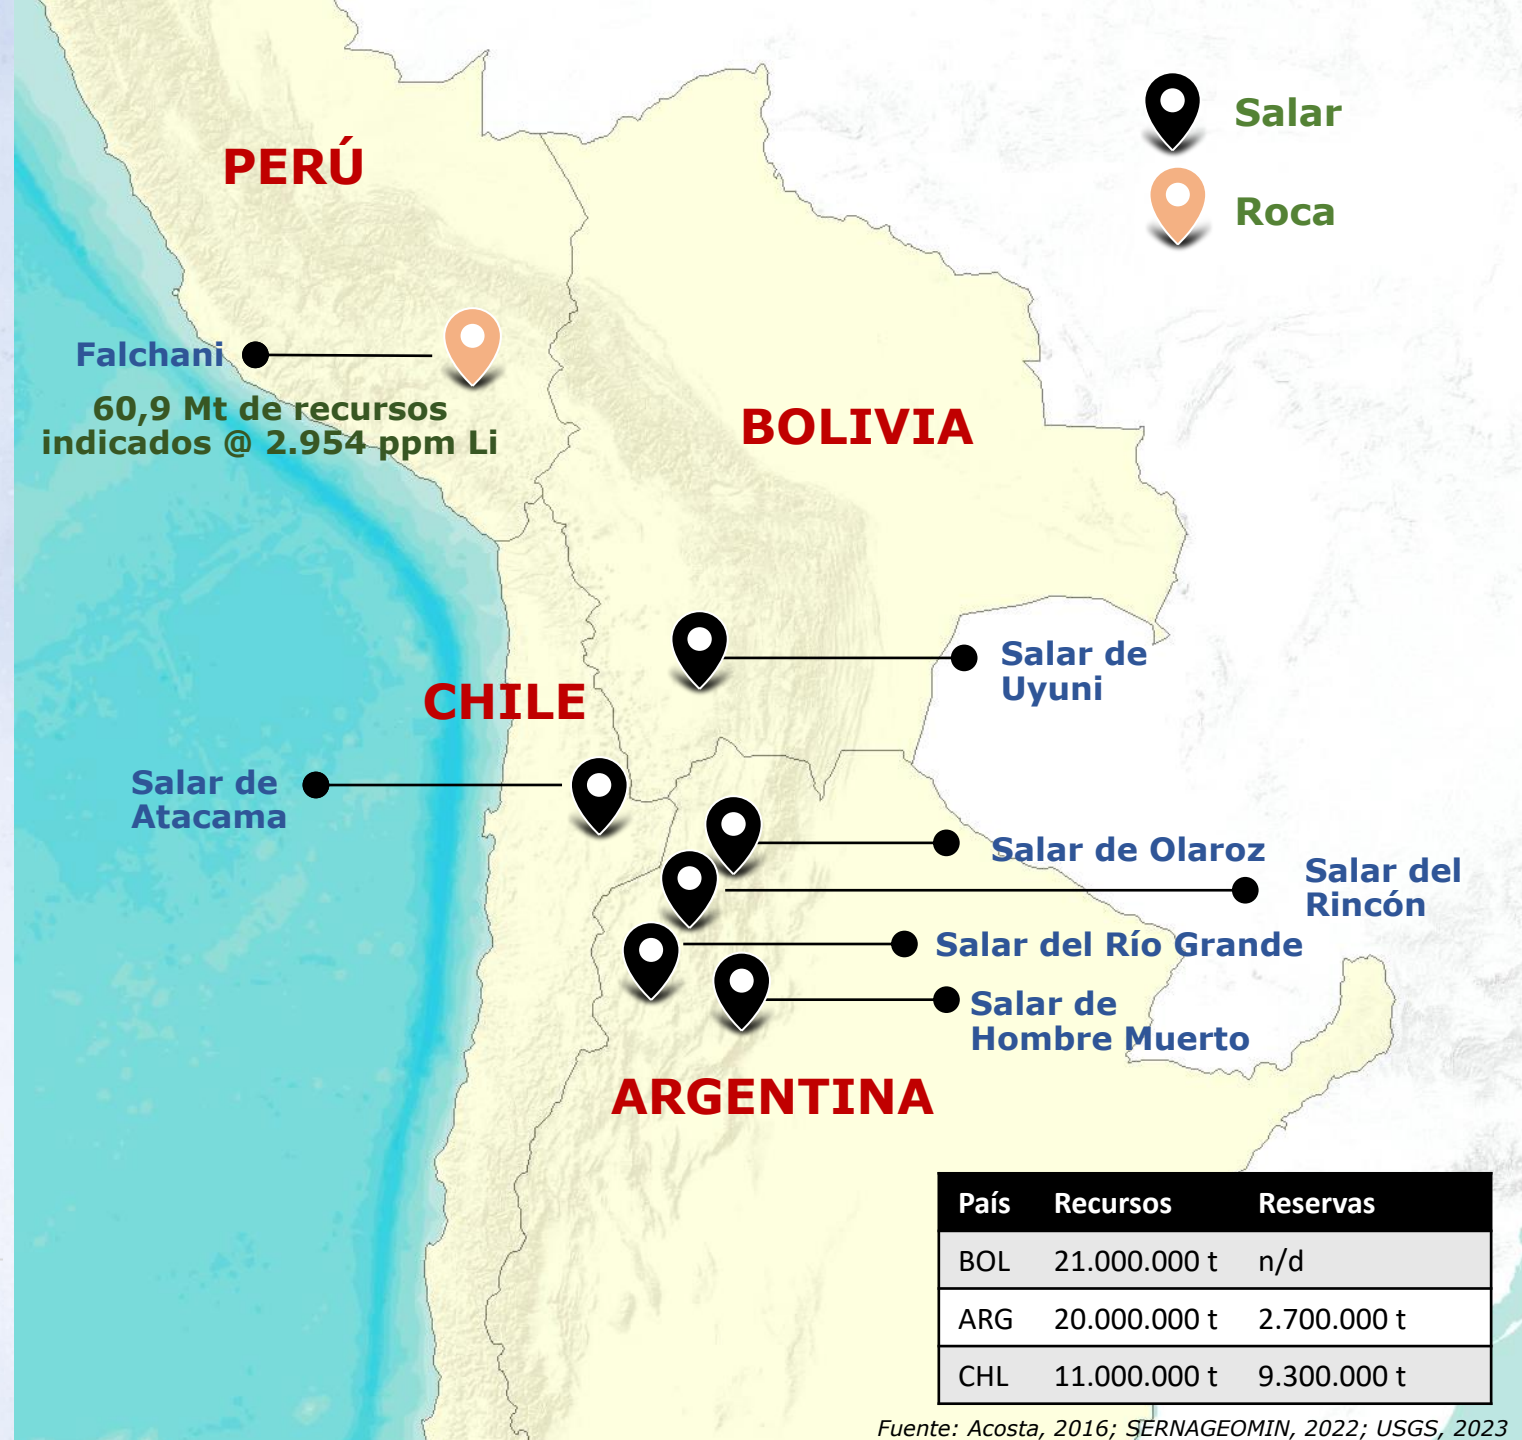 Salar
PERÚ
Roca
Falchani
60,9 Mt de recursos
indicados @ 2.954 ppm Li
BOLIVIA
Salar de
Uyuni
CHILE
Salar de
Atacama
Salar de Olaroz
Salar del
Rincón
Salar del Río Grande
Salar de
Hombre Muerto
ARGENTINA
País Recursos Reservas
BOL 21.000.000 t n/d
ARG 20.000.000 t 2.700.000 t
CHL 11.000.000 t 9.300.000 t
Fuente: Acosta, 2016; SERNAGEOMIN, 2022; USGS, 2023